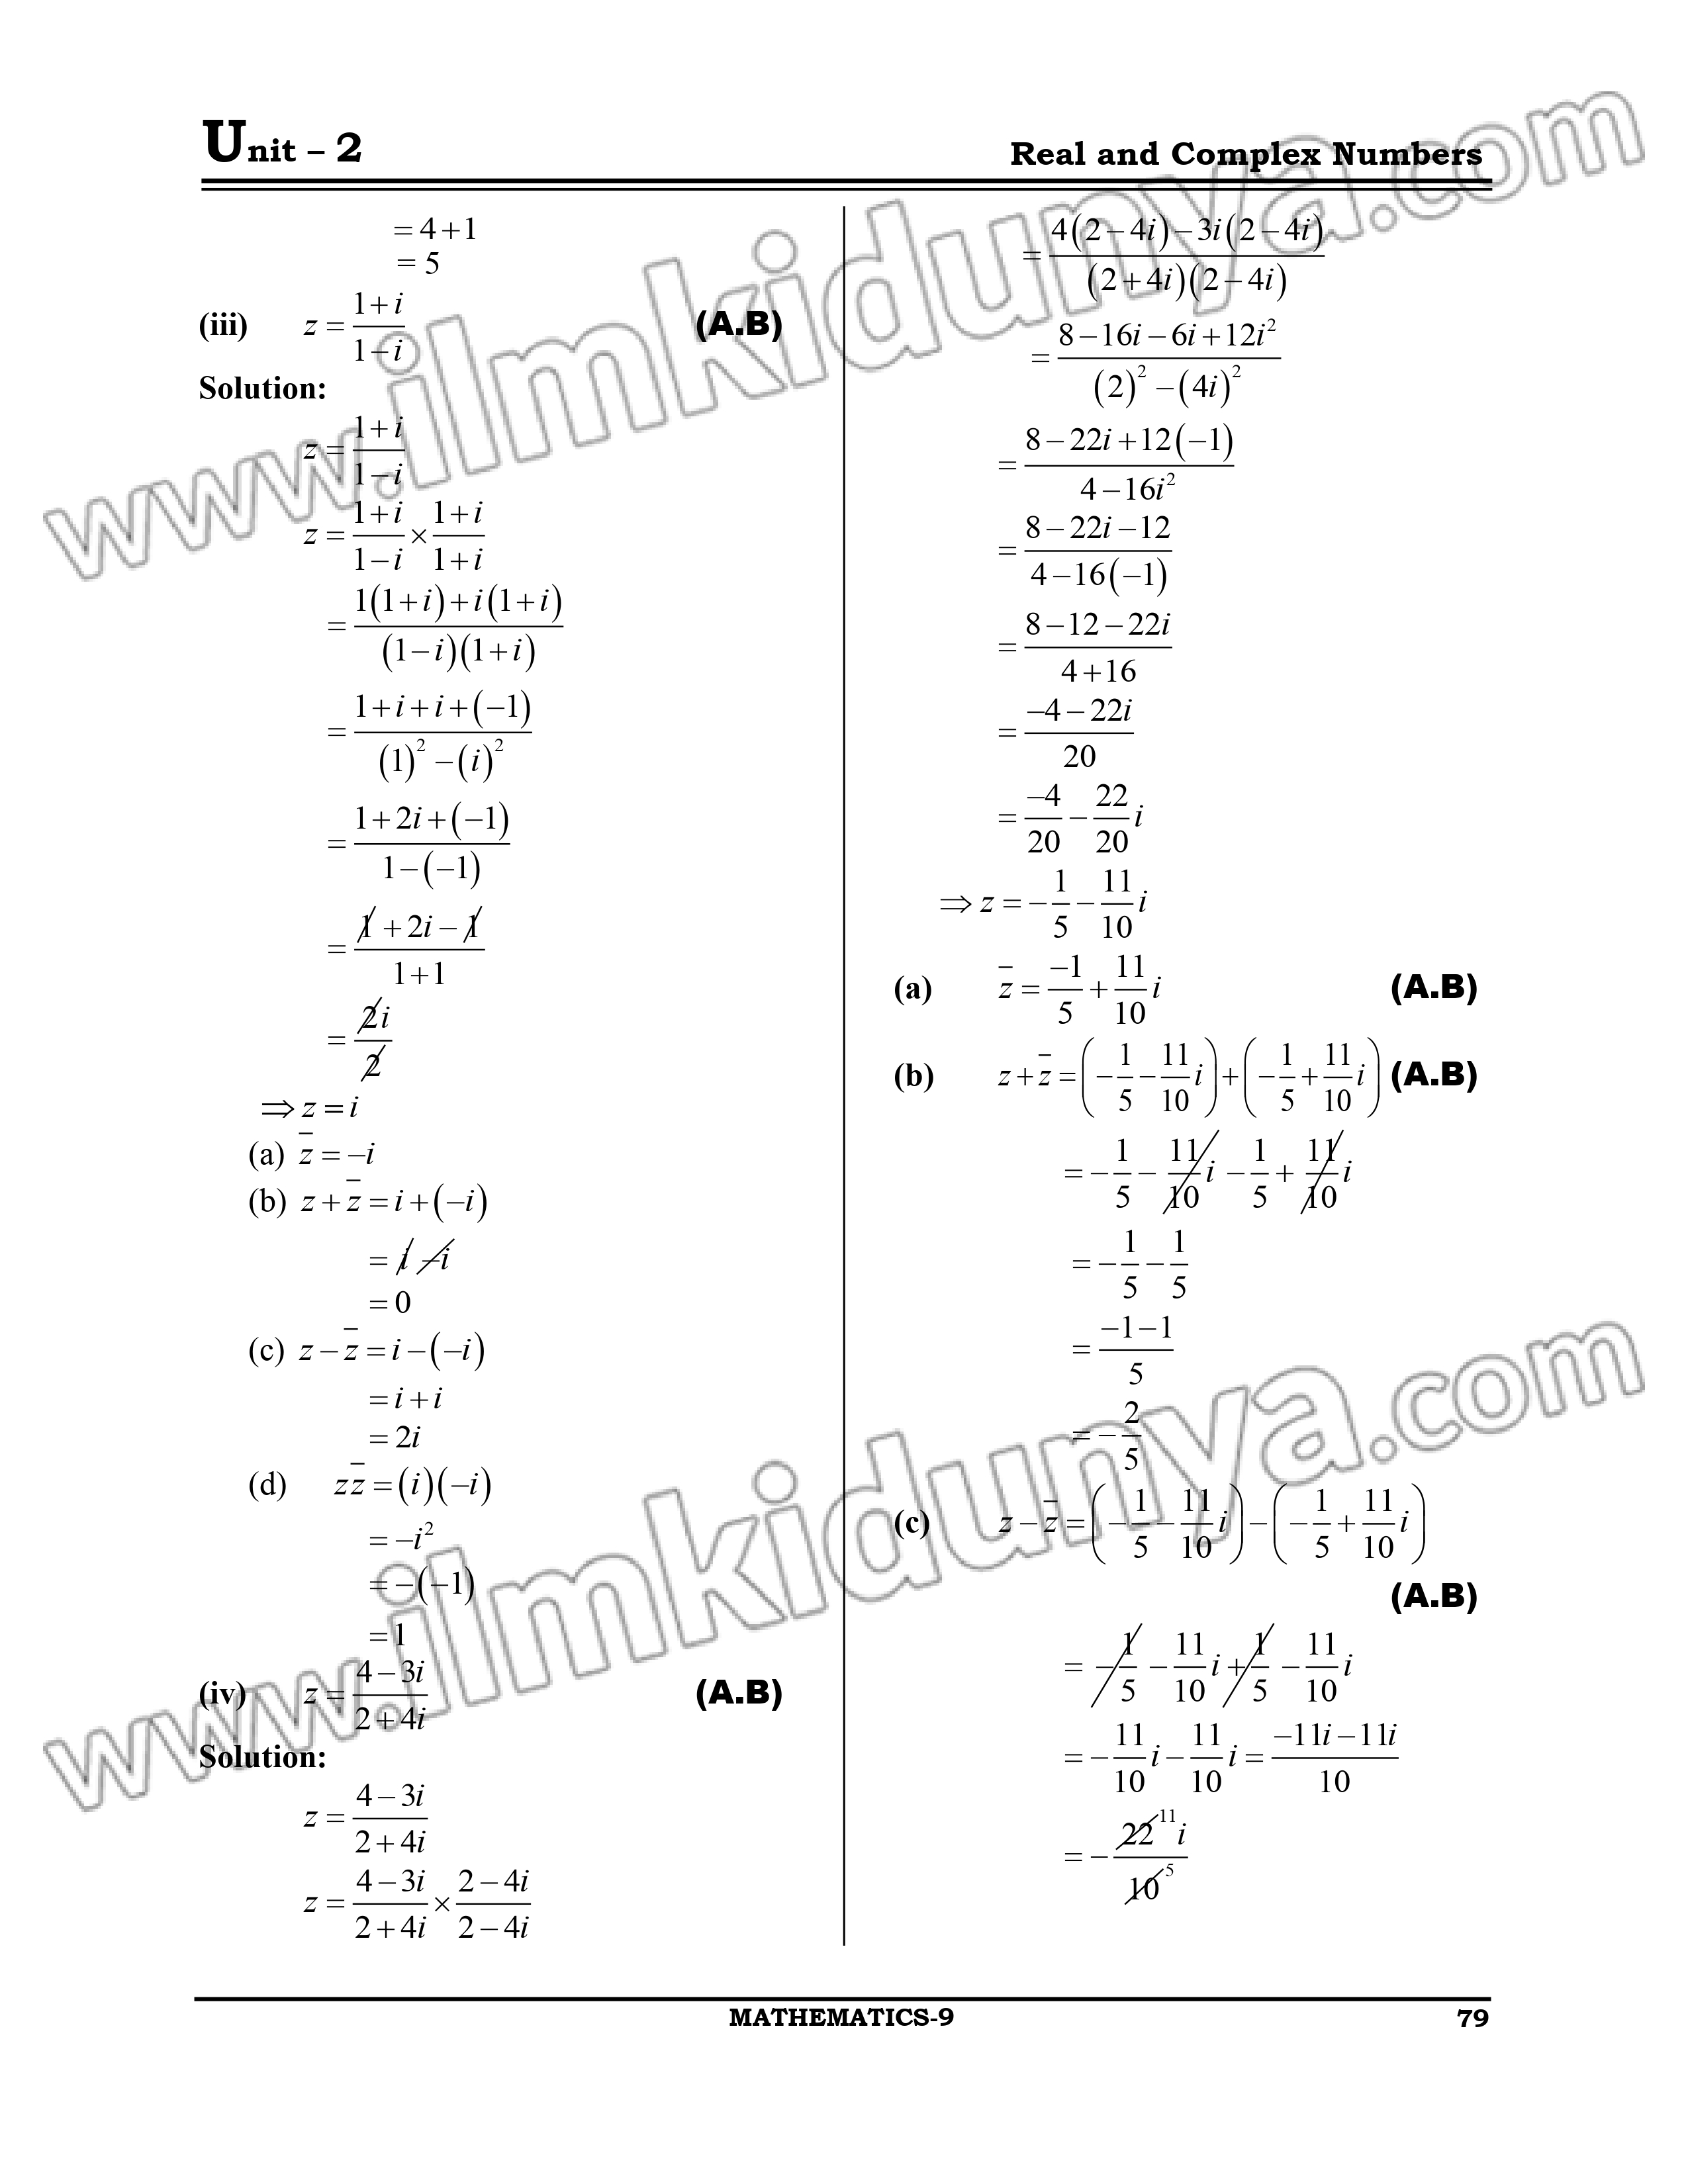 Unit – 2
Real and Complex Numbers
= 4 + 1
= 5
(iii) z = (1+i)/(1−i) (A.B)
Solution:
z = (1+i)/(1−i)
z = (1+i)/(1−i) × (1+i)/(1+i)
= (1(1+i)+i(1+i))/((1−i)(1+i))
= (1+i+i+(−1))/((1)²−(i)²)
= (1+2i+(−1))/(1−(−1))
= (1+2i−1)/(1+1)
= 2i/2
⇒ z = i
(a) z̅ = −i
(b) z + z̅ = i + (−i)
= i − i
= 0
(c) z − z̅ = i − (−i)
= i + i
= 2i
(d) zz̅ = (i)(−i)
= −i²
= −(−1)
= 1
(iv) z = (4−3i)/(2+4i) (A.B)
Solution:
z = (4−3i)/(2+4i)
z = (4−3i)/(2+4i) × (2−4i)/(2−4i)
= (4(2−4i)−3i(2−4i))/((2+4i)(2−4i))
= (8−16i−6i+12i²)/((2)²−(4i)²)
= (8−22i+12(−1))/(4−16i²)
= (8−22i−12)/(4−16(−1))
= (8−12−22i)/(4+16)
= (−4−22i)/20
= −4/20 − 22/20 i
⇒ z = −1/5 − 11/10 i
(a) z̅ = −1/5 + 11/10 i (A.B)
(b) z + z̅ = (−1/5 − 11/10 i) + (−1/5 + 11/10 i) (A.B)
= −1/5 − 11/10 i − 1/5 + 11/10 i
= −1/5 − 1/5
= (−1−1)/5
= −2/5
(c) z − z̅ = (−1/5 − 11/10 i) − (−1/5 + 11/10 i)
(A.B)
= −1/5 − 11/10 i + 1/5 − 11/10 i
= −11/10 i − 11/10 i = (−11i−11i)/10
= − 22 ¹¹ i / 10 ⁵
MATHEMATICS-9
79
www.ilmkidunya.com
www.ilmkidunya.com